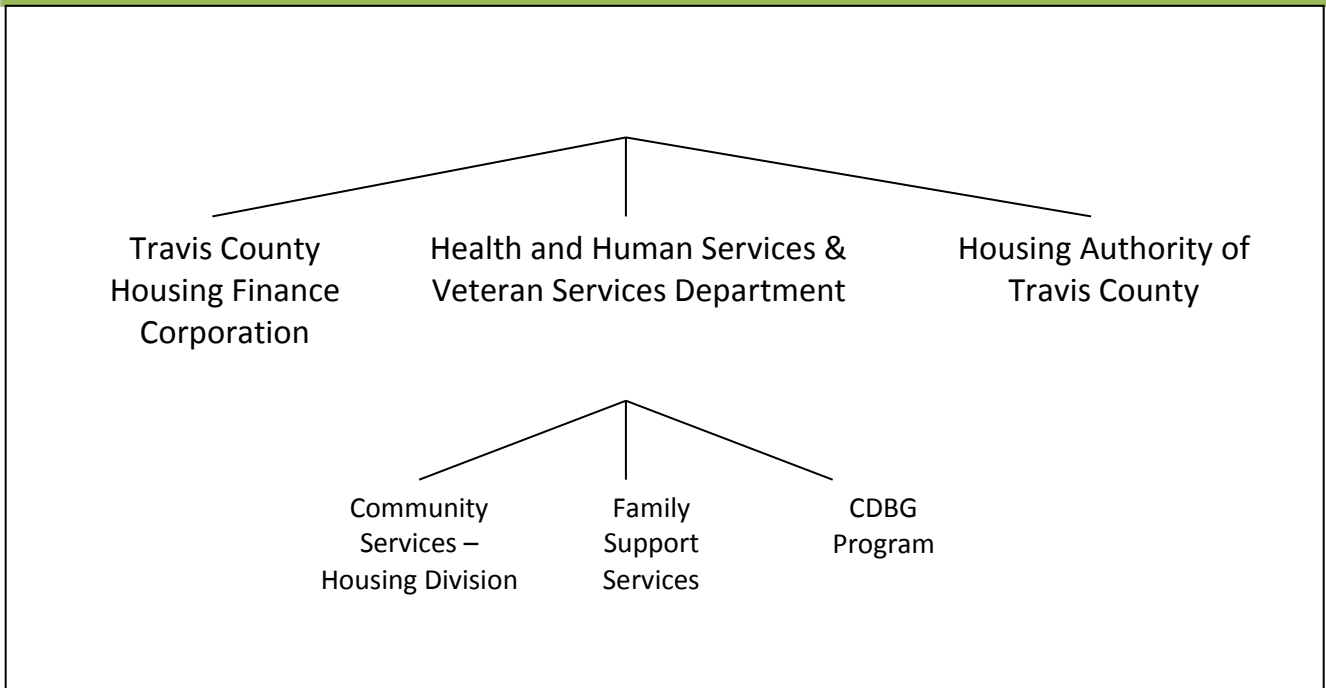 Travis County
Housing Finance
Corporation
Health and Human Services &
Veteran Services Department
Housing Authority of
Travis County
Community
Services –
Housing Division
Family
Support
Services
CDBG
Program